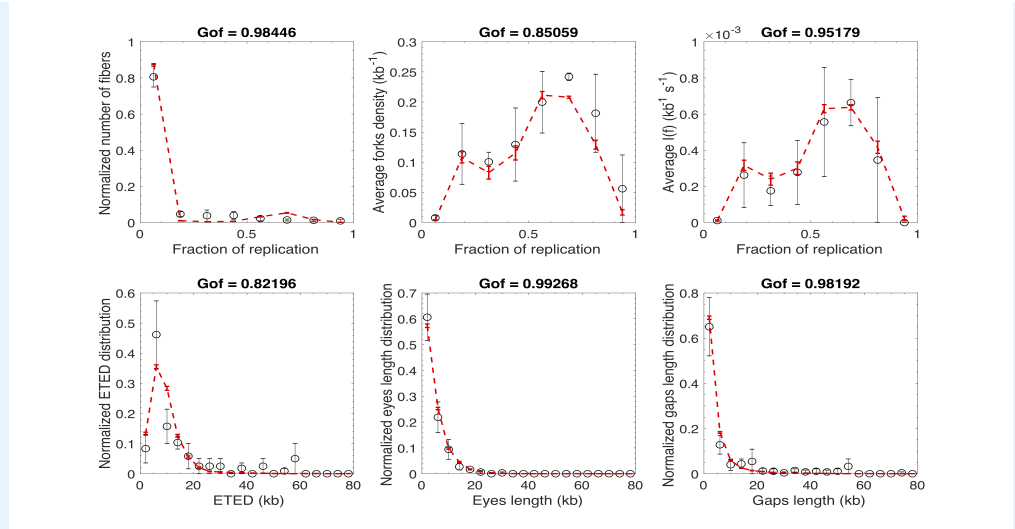 Gof = 0.98446
Normalized number of fibers
1
0.8
0.6
0.4
0.2
0
0 0.5 1
Fraction of replication
Gof = 0.85059
Average forks density (kb⁻¹)
0.3
0.25
0.2
0.15
0.1
0.05
0
0.5 1
Fraction of replication
Gof = 0.95179
×10⁻³
Average I(f) (kb¹ s⁻¹)
1
0.8
0.6
0.4
0.2
0
0 0.5 1
Fraction of replication
Gof = 0.82196
Normalized ETED distribution
0.6
0.5
0.4
0.3
0.2
0.1
0
0 20 40 60 80
ETED (kb)
Gof = 0.99268
Normalized eyes length distribution
0.7
0.6
0.5
0.4
0.3
0.2
0.1
0
0 20 40 60 80
Eyes length (kb)
Gof = 0.98192
Normalized gaps length distribution
0.8
0.6
0.4
0.2
0
0 20 40 60 80
Gaps length (kb)